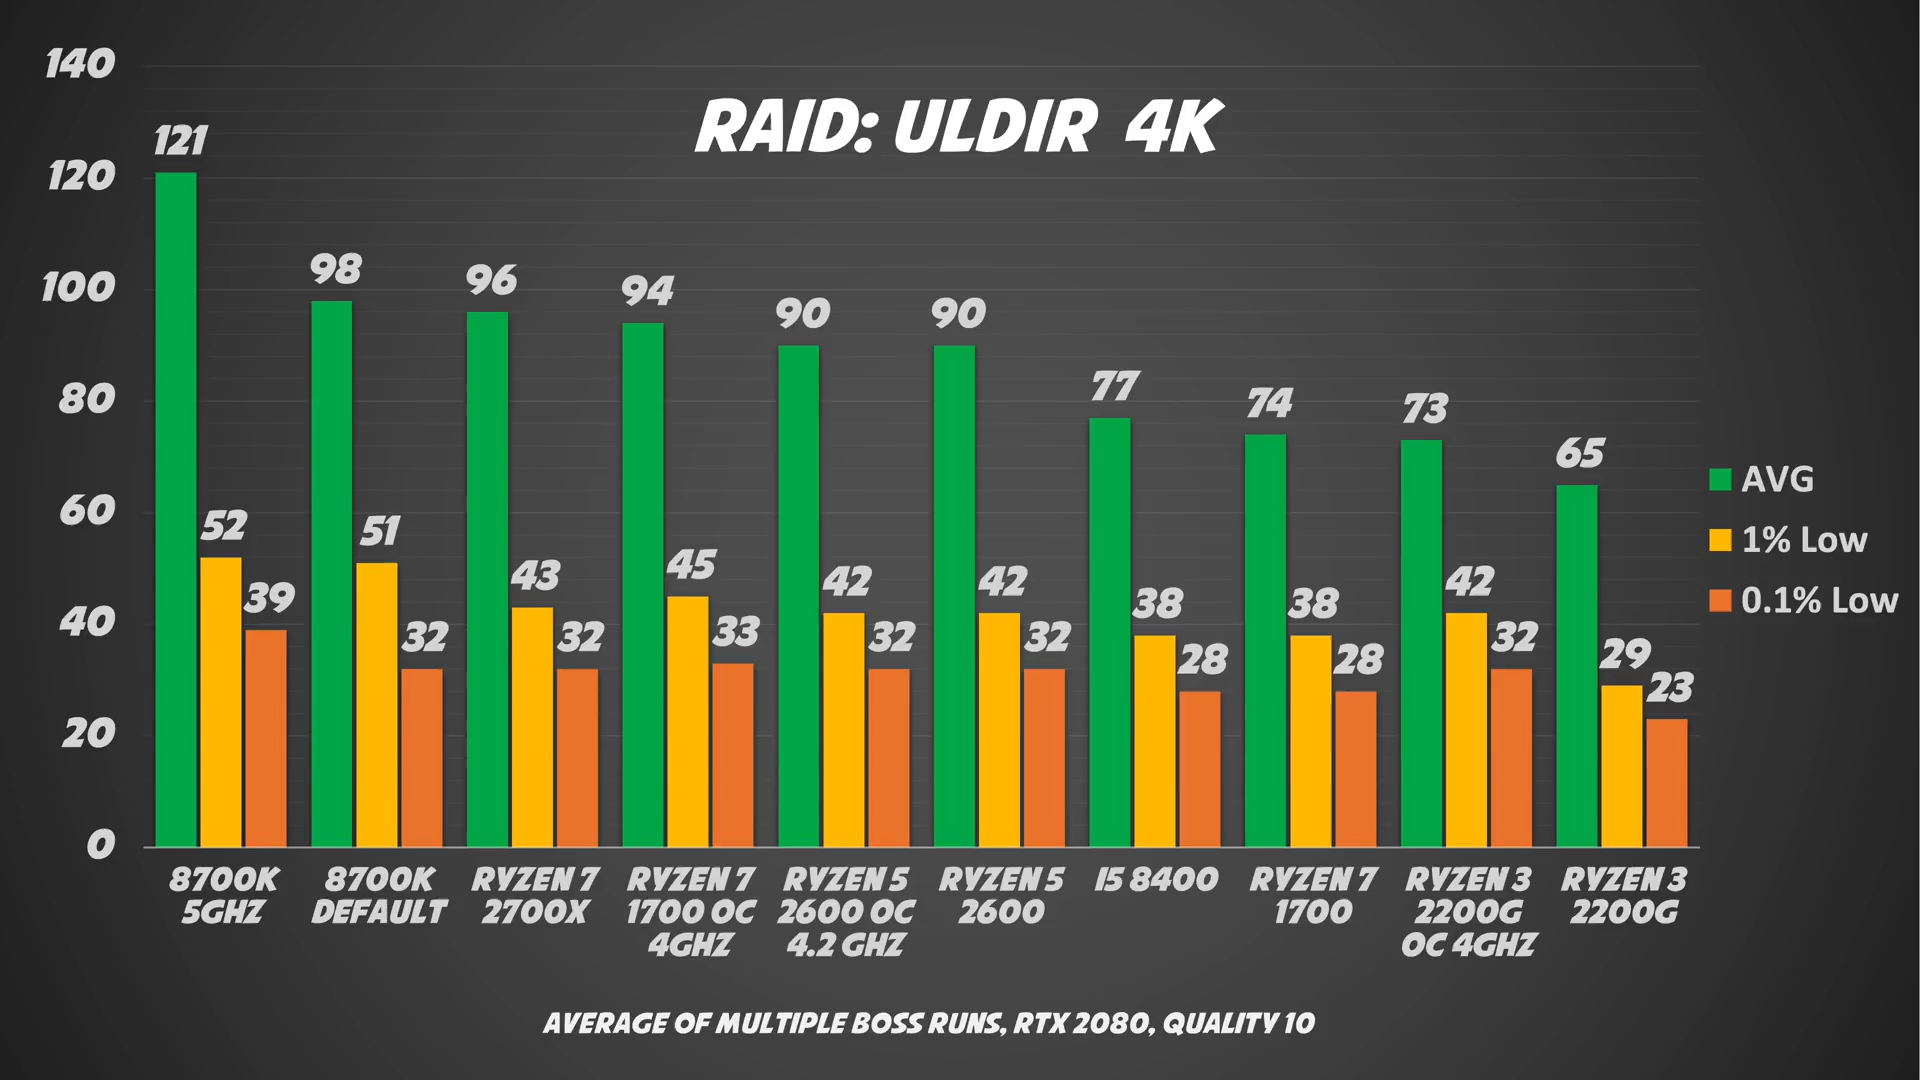 RAID: ULDIR 4K
140
120
100
80
60
40
20
0
121
52
39
98
51
32
96
43
32
94
45
33
90
42
32
90
42
32
77
38
28
74
38
28
73
42
32
65
29
23
AVG
1% Low
0.1% Low
8700K
5GHZ
8700K
DEFAULT
RYZEN 7
2700X
RYZEN 7
1700 OC
4GHZ
RYZEN 5
2600 OC
4.2 GHZ
RYZEN 5
2600
I5 8400
RYZEN 7
1700
RYZEN 3
2200G
OC 4GHZ
RYZEN 3
2200G
AVERAGE OF MULTIPLE BOSS RUNS, RTX 2080, QUALITY 10